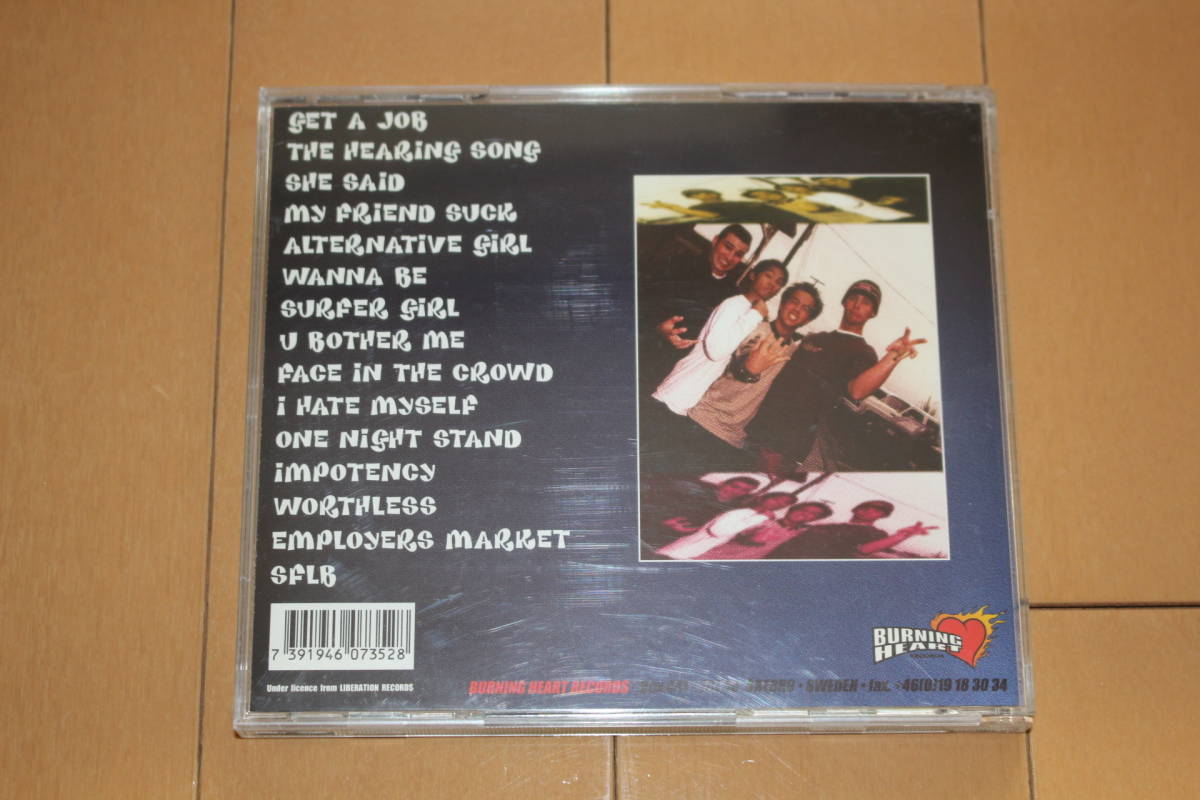 GET A JOB
THE HEARING SONG
SHE SAID
MY FRIEND SUCK
ALTERNATIVE GIRL
WANNA BE
SURFER GIRL
U BOTHER ME
FACE IN THE CROWD
I HATE MYSELF
ONE NIGHT STAND
IMPOTENCY
WORTHLESS
EMPLOYERS MARKET
SFLB
7 391946 073528
Under licence from LIBERATION RECORDS
BURNING HEART
BURNING HEART RECORDS • SWEDEN • fax. +46(0)19 18 30 34